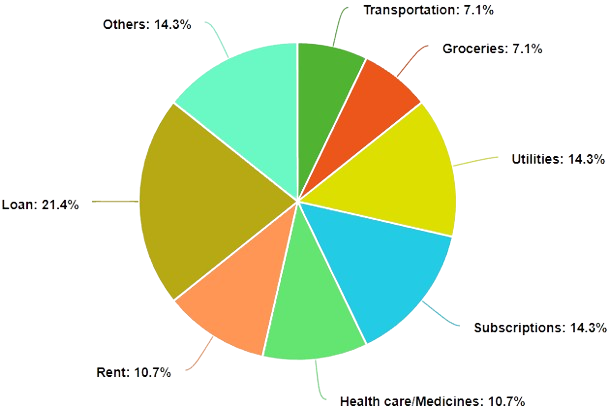 Transportation: 7.1%
Others: 14.3%
Groceries: 7.1%
Utilities: 14.3%
Loan: 21.4%
Subscriptions: 14.3%
Rent: 10.7%
Health care/Medicines: 10.7%